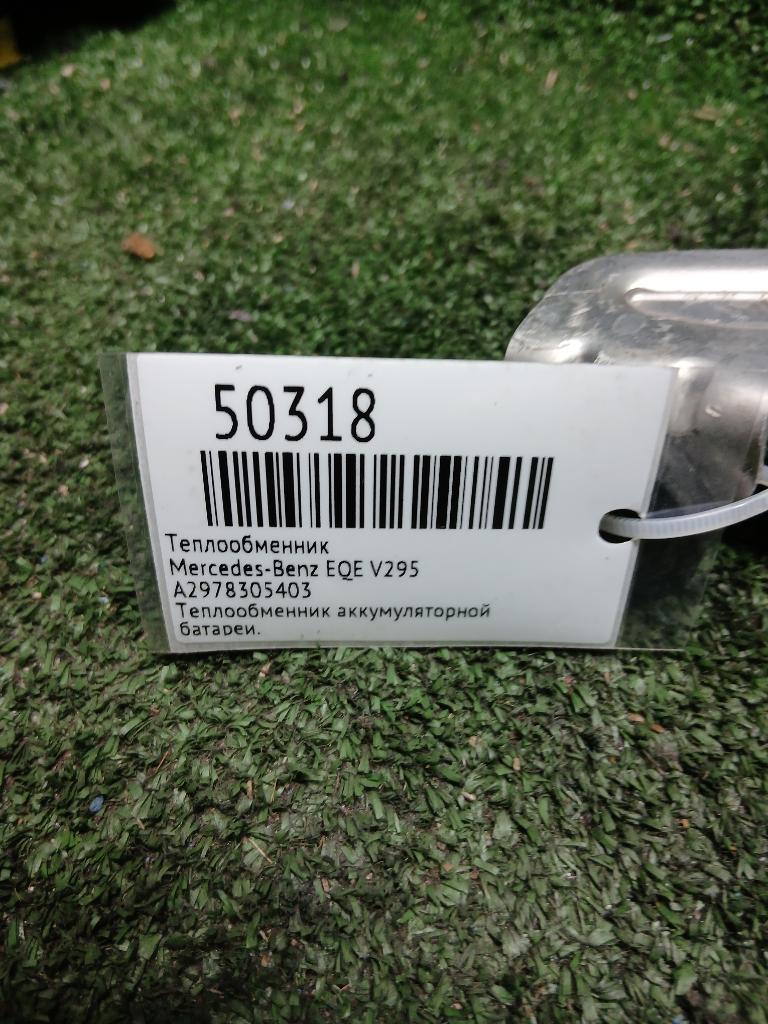 50318
Теплообменник
Mercedes-Benz EQE V295
A2978305403
Теплообменник аккумуляторной
батареи.